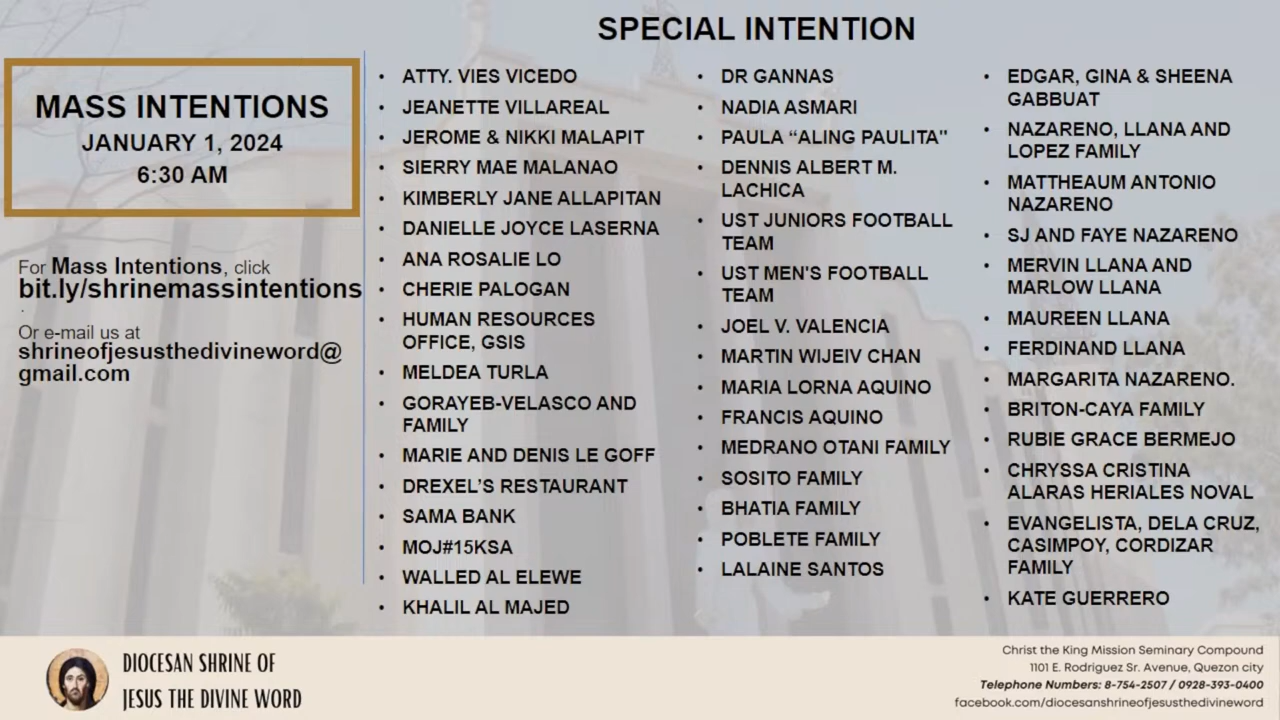 SPECIAL INTENTION
MASS INTENTIONS
JANUARY 1, 2024
6:30 AM
For Mass Intentions, click
bit.ly/shrinemassintentions
.
Or e-mail us at
shrineofjesusthedivineword@
gmail.com
• ATTY. VIES VICEDO
• JEANETTE VILLAREAL
• JEROME & NIKKI MALAPIT
• SIERRY MAE MALANAO
• KIMBERLY JANE ALLAPITAN
• DANIELLE JOYCE LASERNA
• ANA ROSALIE LO
• CHERIE PALOGAN
• HUMAN RESOURCES
OFFICE, GSIS
• MELDEA TURLA
• GORAYEB-VELASCO AND
FAMILY
• MARIE AND DENIS LE GOFF
• DREXEL’S RESTAURANT
• SAMA BANK
• MOJ#15KSA
• WALLED AL ELEWE
• KHALIL AL MAJED
• DR GANNAS
• NADIA ASMARI
• PAULA “ALING PAULITA"
• DENNIS ALBERT M.
LACHICA
• UST JUNIORS FOOTBALL
TEAM
• UST MEN'S FOOTBALL
TEAM
• JOEL V. VALENCIA
• MARTIN WIJEIV CHAN
• MARIA LORNA AQUINO
• FRANCIS AQUINO
• MEDRANO OTANI FAMILY
• SOSITO FAMILY
• BHATIA FAMILY
• POBLETE FAMILY
• LALAINE SANTOS
• EDGAR, GINA & SHEENA
GABBUAT
• NAZARENO, LLANA AND
LOPEZ FAMILY
• MATTHEAUM ANTONIO
NAZARENO
• SJ AND FAYE NAZARENO
• MERVIN LLANA AND
MARLOW LLANA
• MAUREEN LLANA
• FERDINAND LLANA
• MARGARITA NAZARENO.
• BRITON-CAYA FAMILY
• RUBIE GRACE BERMEJO
• CHRYSSA CRISTINA
ALARAS HERIALES NOVAL
• EVANGELISTA, DELA CRUZ,
CASIMPOY, CORDIZAR
FAMILY
• KATE GUERRERO
DIOCESAN SHRINE OF
JESUS THE DIVINE WORD
Christ the King Mission Seminary Compound
1101 E. Rodriguez Sr. Avenue, Quezon city
Telephone Numbers: 8-754-2507 / 0928-393-0400
facebook.com/diocesanshrineofjesusthedivineword